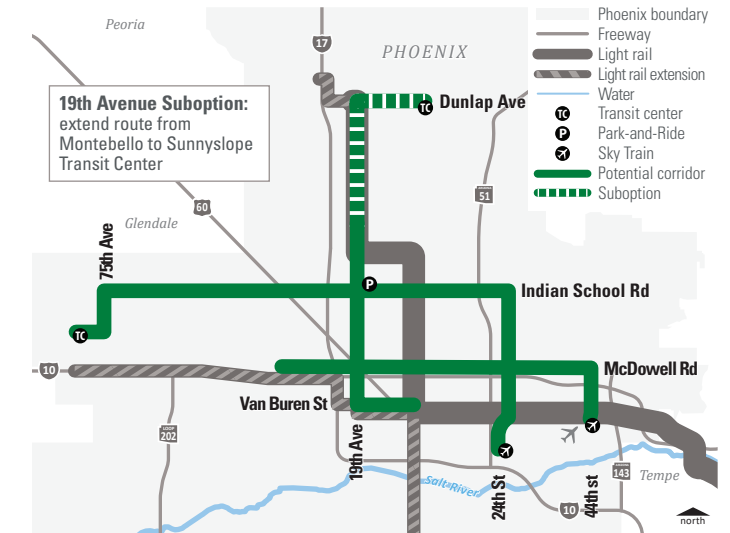 Peoria
17
PHOENIX
Phoenix boundary
Freeway
Light rail
Light rail extension
Water
TC Transit center
P Park-and-Ride
Sky Train
Potential corridor
Suboption
19th Avenue Suboption:
extend route from
Montebello to Sunnyslope
Transit Center
TC
Dunlap Ave
51
60
Glendale
75th Ave
P
Indian School Rd
TC
10
McDowell Rd
Van Buren St
LOOP
202
19th Ave
Salt River
24th St
44th st
143
Tempe
10
north